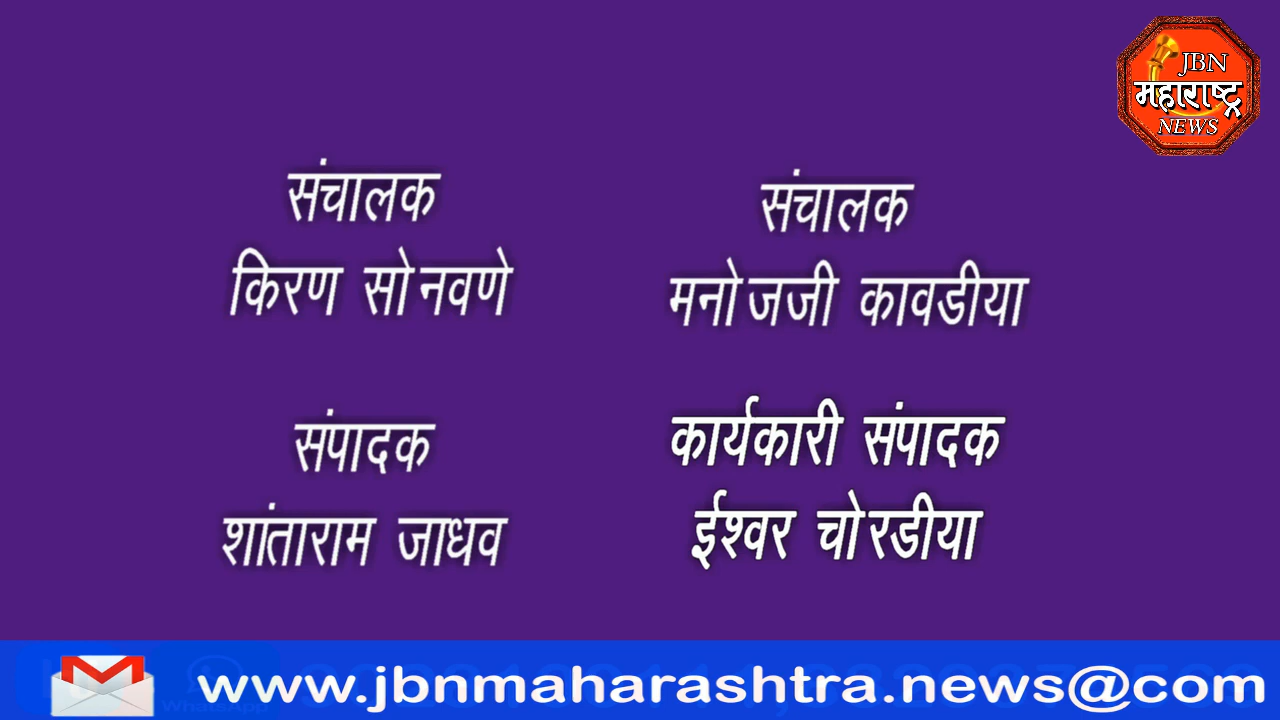 JBN
महाराष्ट्र
NEWS
संचालक
किरण सोनवणे
संचालक
मनोजजी कावडीया
संपादक
शांताराम जाधव
कार्यकारी संपादक
ईश्वर चोरडीया
www.jbnmaharashtra.news@com
WhatsApp